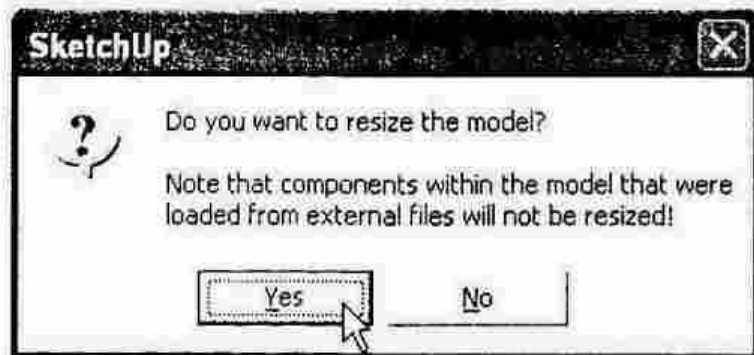 SketchUp
Do you want to resize the model?
Note that components within the model that were
loaded from external files will not be resized!
Yes
No